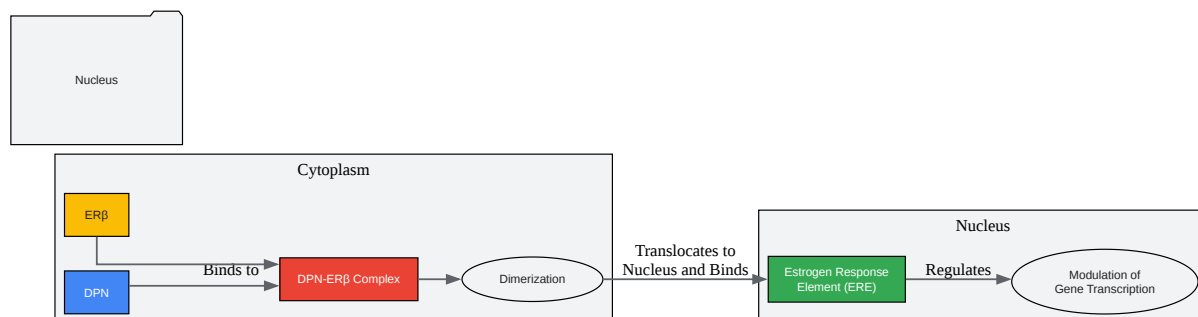 Nucleus
Cytoplasm
ERβ
DPN
Binds to
DPN-ERβ Complex
Dimerization
Translocates to
Nucleus and Binds
Nucleus
Estrogen Response
Element (ERE)
Regulates
Modulation of
Gene Transcription